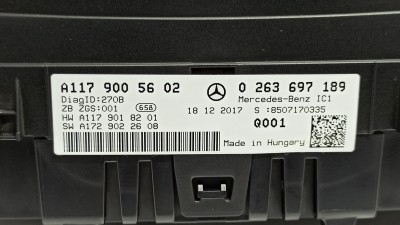 A117 900 56 02 0 263 697 189
DiagID:270B Mercedes-Benz IC1
ZB ZGS:001 658 18 12 2017 S :8507170335
HW A117 901 82 01 Q001
SW A172 902 26 08
Made in Hungary